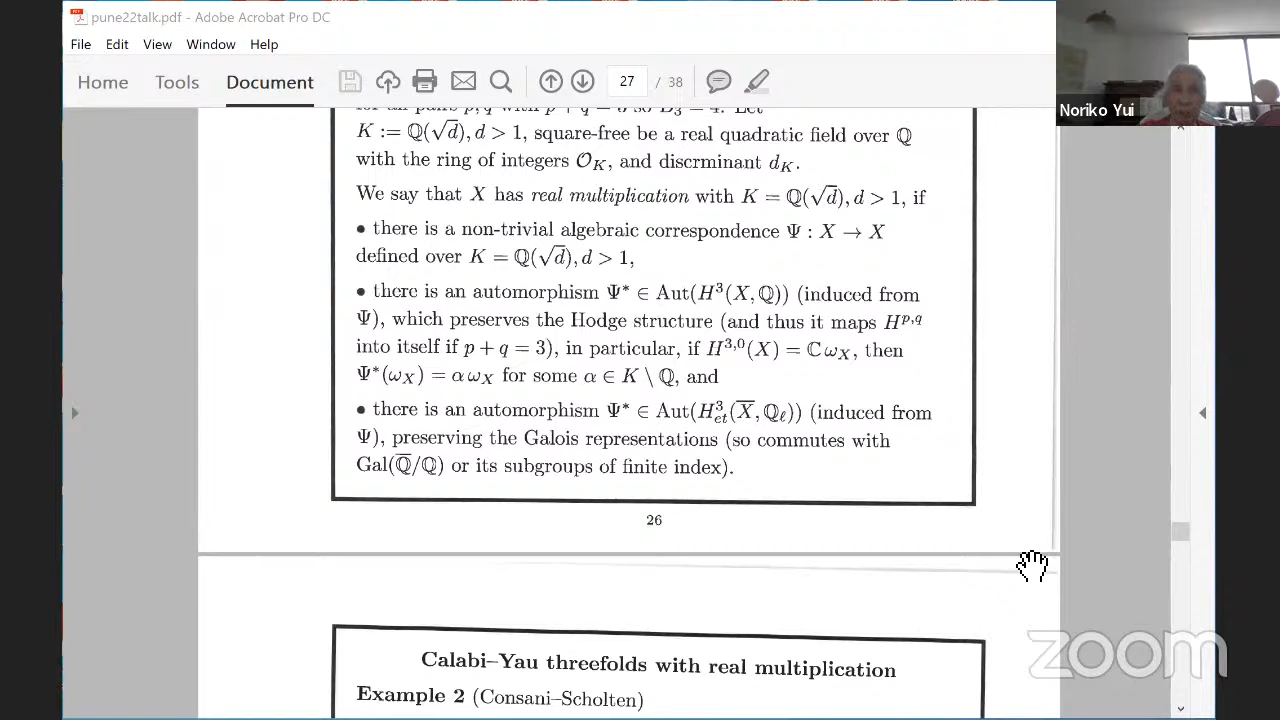 pune22talk.pdf - Adobe Acrobat Pro DC
File Edit View Window Help
Home Tools Document 27 / 38
Noriko Yui
for all pairs p, q with p + q = 3 so B₃ = 4. Let
K := ℚ(√d), d > 1, square-free be a real quadratic field over ℚ
with the ring of integers 𝒪_K, and discrminant d_K.
We say that X has real multiplication with K = ℚ(√d), d > 1, if
• there is a non-trivial algebraic correspondence Ψ : X → X
defined over K = ℚ(√d), d > 1,
• there is an automorphism Ψ* ∈ Aut(H³(X, ℚ)) (induced from
Ψ), which preserves the Hodge structure (and thus it maps H^{p,q}
into itself if p + q = 3), in particular, if H^{3,0}(X) = ℂ ω_X, then
Ψ*(ω_X) = α ω_X for some α ∈ K \ ℚ, and
• there is an automorphism Ψ* ∈ Aut(H³_{et}(X̅, ℚ_ℓ)) (induced from
Ψ), preserving the Galois representations (so commutes with
Gal(ℚ̅/ℚ) or its subgroups of finite index).
26
Calabi–Yau threefolds with real multiplication
Example 2 (Consani–Scholten)
zoom